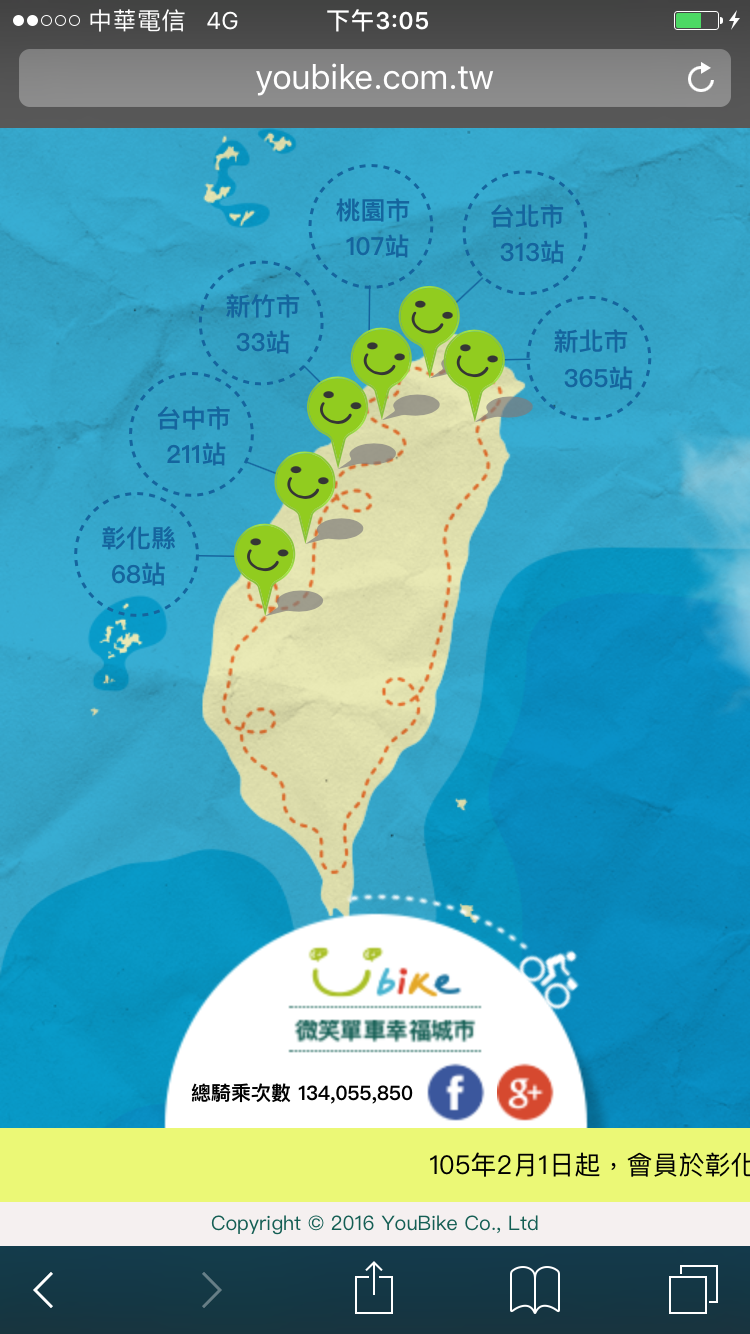 中華電信 4G 下午3:05
youbike.com.tw
桃園市
107站
台北市
313站
新竹市
33站
新北市
365站
台中市
211站
彰化縣
68站
Ubike
微笑單車幸福城市
總騎乘次數 134,055,850
f
g+
105年2月1日起，會員於彰化
Copyright © 2016 YouBike Co., Ltd